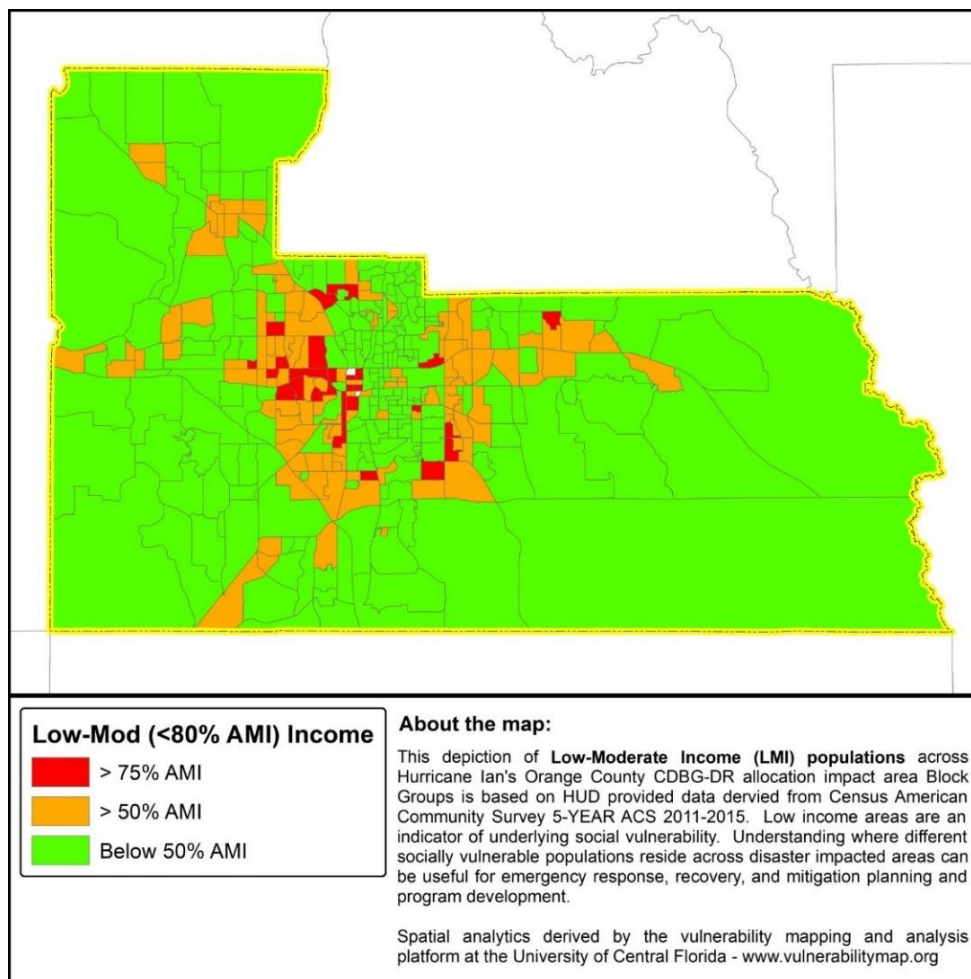 Low-Mod (<80% AMI) Income
> 75% AMI
> 50% AMI
Below 50% AMI
About the map:
This depiction of Low-Moderate Income (LMI) populations across
Hurricane Ian's Orange County CDBG-DR allocation impact area Block
Groups is based on HUD provided data dervied from Census American
Community Survey 5-YEAR ACS 2011-2015. Low income areas are an
indicator of underlying social vulnerability. Understanding where different
socially vulnerable populations reside across disaster impacted areas can
be useful for emergency response, recovery, and mitigation planning and
program development.
Spatial analytics derived by the vulnerability mapping and analysis
platform at the University of Central Florida - www.vulnerabilitymap.org